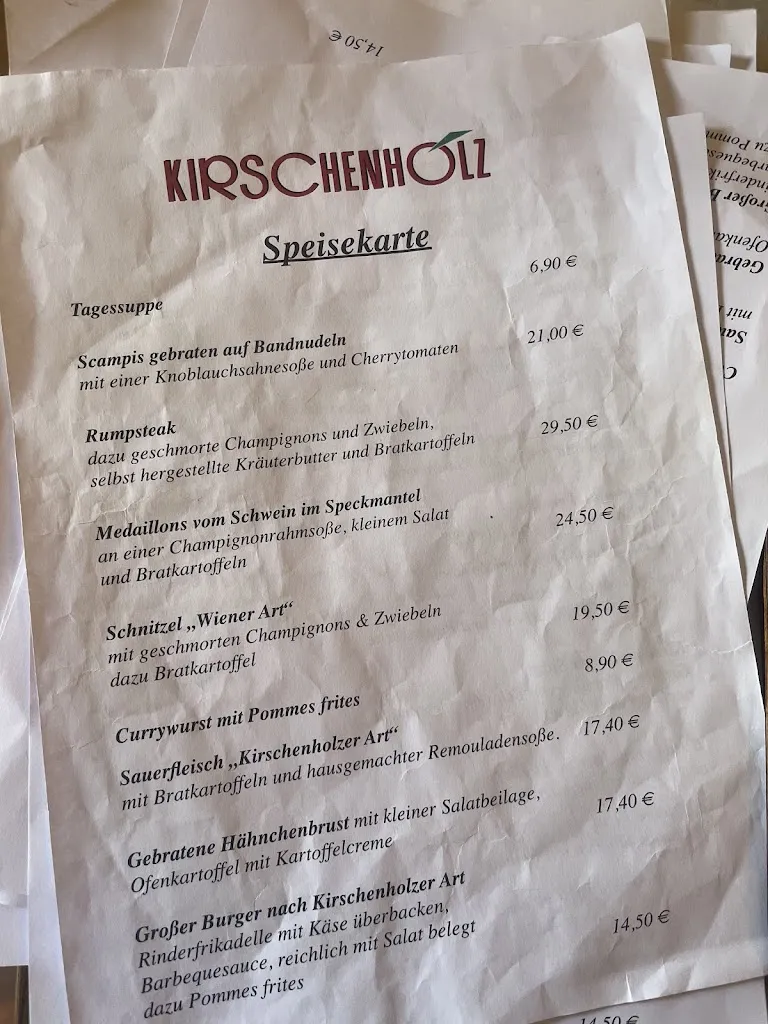 14,50 €
KIRSCHENHOLZ
Speisekarte
Tagessuppe 6,90 €
Scampis gebraten auf Bandnudeln 21,00 €
mit einer Knoblauchsahnesoße und Cherrytomaten
Rumpsteak
dazu geschmorte Champignons und Zwiebeln, 29,50 €
selbst hergestellte Kräuterbutter und Bratkartoffeln
Medaillons vom Schwein im Speckmantel
an einer Champignonrahmsoße, kleinem Salat 24,50 €
und Bratkartoffeln
Schnitzel „Wiener Art“
mit geschmorten Champignons & Zwiebeln 19,50 €
dazu Bratkartoffel
Currywurst mit Pommes frites 8,90 €
Sauerfleisch „Kirschenholzer Art“
mit Bratkartoffeln und hausgemachter Remouladensoße. 17,40 €
Gebratene Hähnchenbrust mit kleiner Salatbeilage, 17,40 €
Ofenkartoffel mit Kartoffelcreme
Großer Burger nach Kirschenholzer Art
Rinderfrikadelle mit Käse überbacken,
Barbequesauce, reichlich mit Salat belegt 14,50 €
dazu Pommes frites
14,50 €